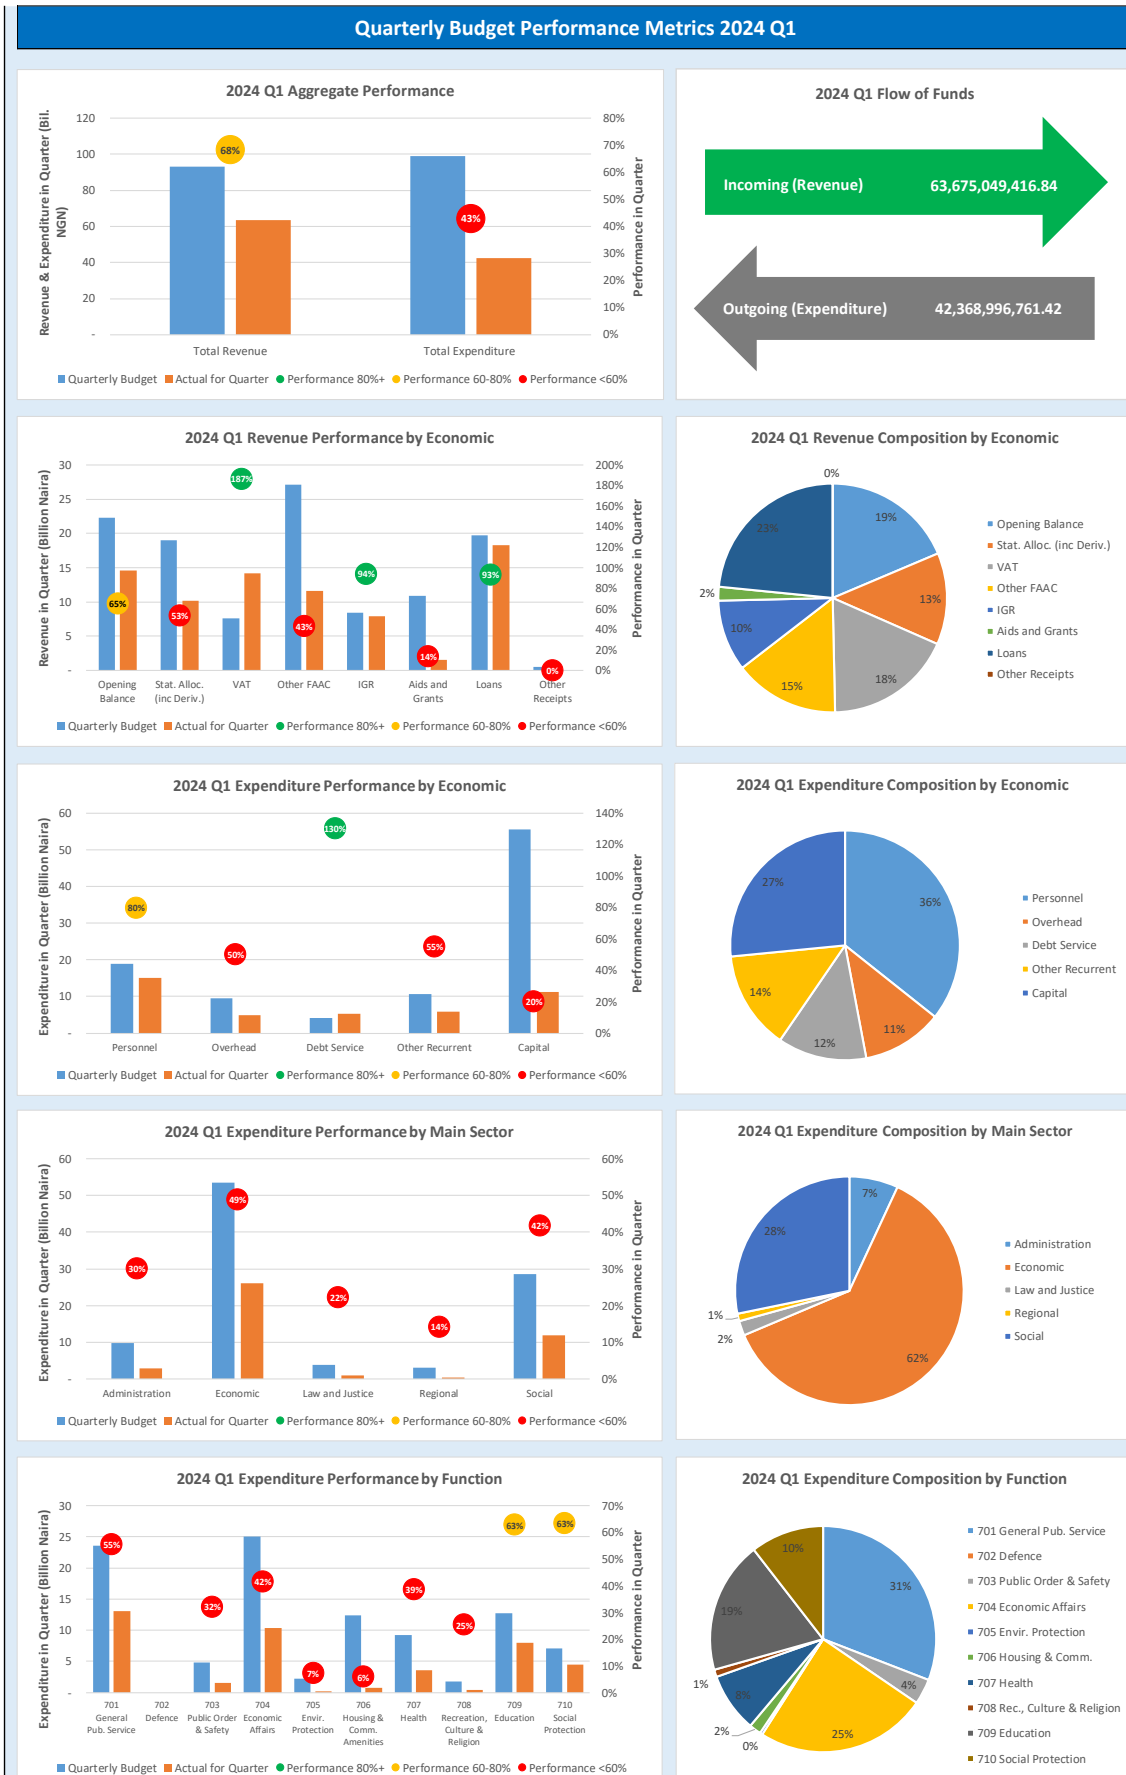 Quarterly Budget Performance Metrics 2024 Q1
2024 Q1 Aggregate Performance
Revenue & Expenditure in Quarter (Bil. NGN)
120
100
80
60
40
20
-
80%
70%
60%
50%
40%
30%
20%
10%
0%
Performance in Quarter
68%
43%
Total Revenue
Total Expenditure
Quarterly Budget Actual for Quarter Performance 80%+ Performance 60-80% Performance <60%
2024 Q1 Flow of Funds
Incoming (Revenue) 63,675,049,416.84
Outgoing (Expenditure) 42,368,996,761.42
2024 Q1 Revenue Performance by Economic
Revenue in Quarter (Billion Naira)
30
25
20
15
10
5
-
200%
180%
160%
140%
120%
100%
80%
60%
40%
20%
0%
Performance in Quarter
65%
53%
187%
43%
94%
14%
93%
0%
Opening Balance
Stat. Alloc. (inc Deriv.)
VAT
Other FAAC
IGR
Aids and Grants
Loans
Other Receipts
Quarterly Budget Actual for Quarter Performance 80%+ Performance 60-80% Performance <60%
2024 Q1 Revenue Composition by Economic
0%
19%
13%
18%
15%
10%
2%
23%
Opening Balance
Stat. Alloc. (inc Deriv.)
VAT
Other FAAC
IGR
Aids and Grants
Loans
Other Receipts
2024 Q1 Expenditure Performance by Economic
Expenditure in Quarter (Billion Naira)
60
50
40
30
20
10
-
140%
120%
100%
80%
60%
40%
20%
0%
Performance in Quarter
80%
50%
130%
55%
20%
Personnel
Overhead
Debt Service
Other Recurrent
Capital
Quarterly Budget Actual for Quarter Performance 80%+ Performance 60-80% Performance <60%
2024 Q1 Expenditure Composition by Economic
36%
11%
12%
14%
27%
Personnel
Overhead
Debt Service
Other Recurrent
Capital
2024 Q1 Expenditure Performance by Main Sector
Expenditure in Quarter (Billion Naira)
60
50
40
30
20
10
-
60%
50%
40%
30%
20%
10%
0%
Performance in Quarter
30%
49%
22%
14%
42%
Administration
Economic
Law and Justice
Regional
Social
Quarterly Budget Actual for Quarter Performance 80%+ Performance 60-80% Performance <60%
2024 Q1 Expenditure Composition by Main Sector
7%
62%
2%
1%
28%
Administration
Economic
Law and Justice
Regional
Social
2024 Q1 Expenditure Performance by Function
Expenditure in Quarter (Billion Naira)
30
25
20
15
10
5
-
70%
60%
50%
40%
30%
20%
10%
0%
Performance in Quarter
55%
32%
42%
7%
6%
39%
25%
63%
63%
701 General Pub. Service
702 Defence
703 Public Order & Safety
704 Economic Affairs
705 Envir. Protection
706 Housing & Comm. Amenities
707 Health
708 Recreation, Culture & Religion
709 Education
710 Social Protection
Quarterly Budget Actual for Quarter Performance 80%+ Performance 60-80% Performance <60%
2024 Q1 Expenditure Composition by Function
31%
4%
25%
0%
2%
8%
1%
19%
10%
701 General Pub. Service
702 Defence
703 Public Order & Safety
704 Economic Affairs
705 Envir. Protection
706 Housing & Comm.
707 Health
708 Rec., Culture & Religion
709 Education
710 Social Protection